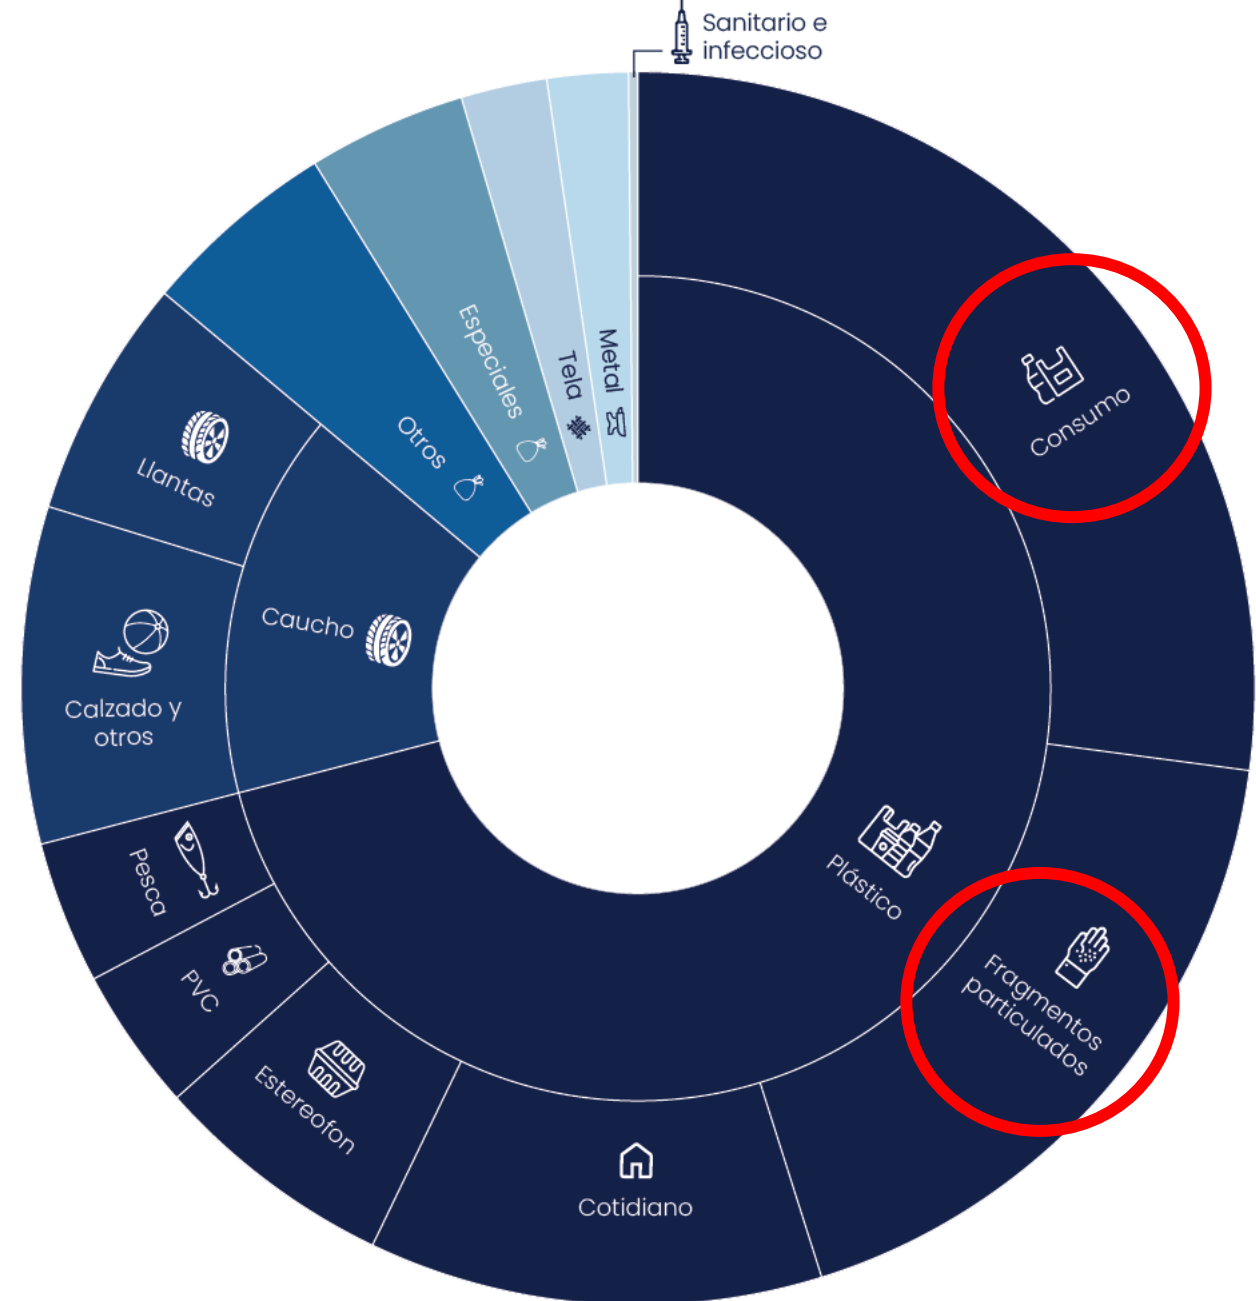 Sanitario e
infeccioso
Metal
Tela
Especiales
Otros
Consumo
Llantas
Caucho
Calzado y
otros
Plástico
Pesca
PVC
Fragmentos
particulados
Estereofon
Cotidiano